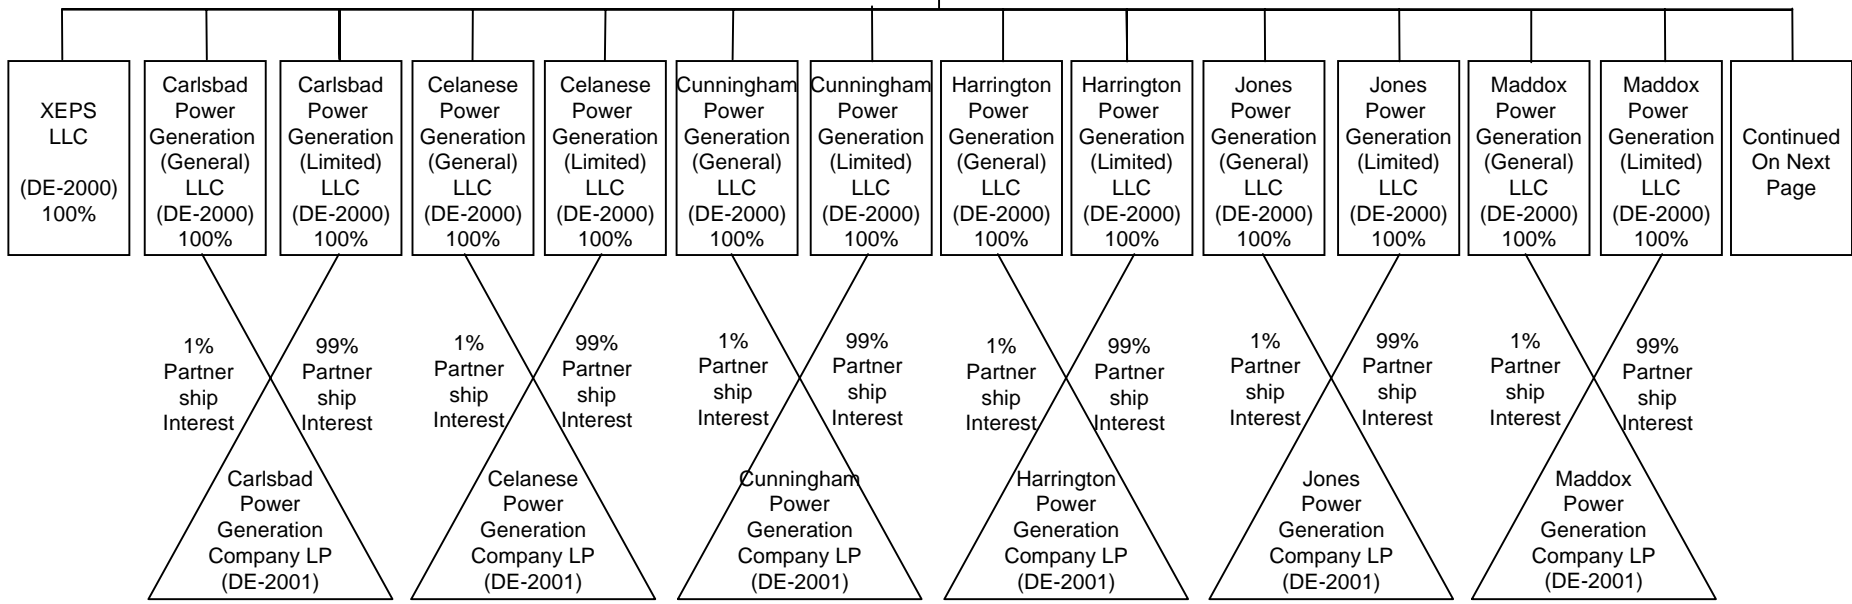 XEPS
LLC
(DE-2000)
100%
Carlsbad
Power
Generation
(General)
LLC
(DE-2000)
100%
Carlsbad
Power
Generation
(Limited)
LLC
(DE-2000)
100%
Celanese
Power
Generation
(General)
LLC
(DE-2000)
100%
Celanese
Power
Generation
(Limited)
LLC
(DE-2000)
100%
Cunningham
Power
Generation
(General)
LLC
(DE-2000)
100%
Cunningham
Power
Generation
(Limited)
LLC
(DE-2000)
100%
Harrington
Power
Generation
(General)
LLC
(DE-2000)
100%
Harrington
Power
Generation
(Limited)
LLC
(DE-2000)
100%
Jones
Power
Generation
(General)
LLC
(DE-2000)
100%
Jones
Power
Generation
(Limited)
LLC
(DE-2000)
100%
Maddox
Power
Generation
(General)
LLC
(DE-2000)
100%
Maddox
Power
Generation
(Limited)
LLC
(DE-2000)
100%
Continued
On Next
Page
1%
Partner
ship
Interest
99%
Partner
ship
Interest
1%
Partner
ship
Interest
99%
Partner
ship
Interest
1%
Partner
ship
Interest
99%
Partner
ship
Interest
1%
Partner
ship
Interest
99%
Partner
ship
Interest
1%
Partner
ship
Interest
99%
Partner
ship
Interest
1%
Partner
ship
Interest
99%
Partner
ship
Interest
Carlsbad
Power
Generation
Company LP
(DE-2001)
Celanese
Power
Generation
Company LP
(DE-2001)
Cunningham
Power
Generation
Company LP
(DE-2001)
Harrington
Power
Generation
Company LP
(DE-2001)
Jones
Power
Generation
Company LP
(DE-2001)
Maddox
Power
Generation
Company LP
(DE-2001)